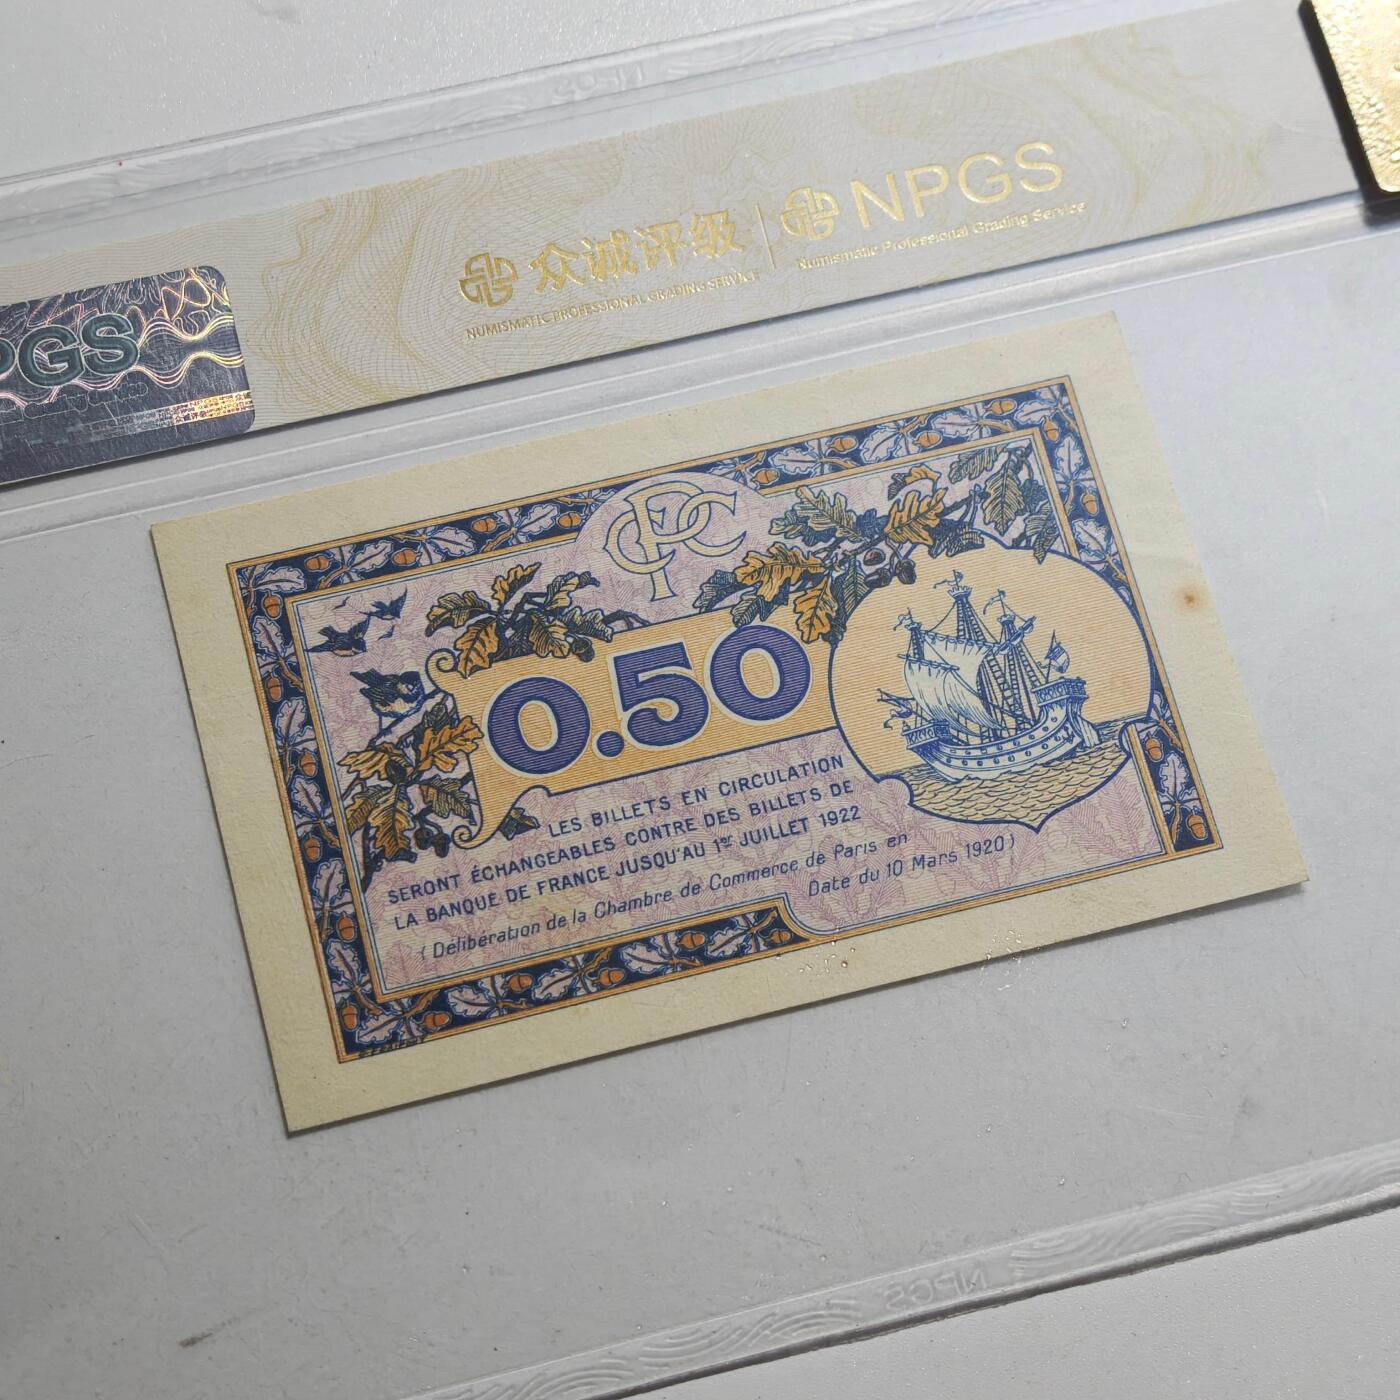 NPGS
众诚评级
NUMISMATIC PROFESSIONAL GRADING SERVICE
NPGS
Numismatic Professional Grading Service
PGS
CPC
0.50
LES BILLETS EN CIRCULATION
SERONT ÉCHANGEABLES CONTRE DES BILLETS DE
LA BANQUE DE FRANCE JUSQU'AU 1er JUILLET 1922
(Délibération de la Chambre de Commerce de Paris en
Date du 10 Mars 1920)
NPGS